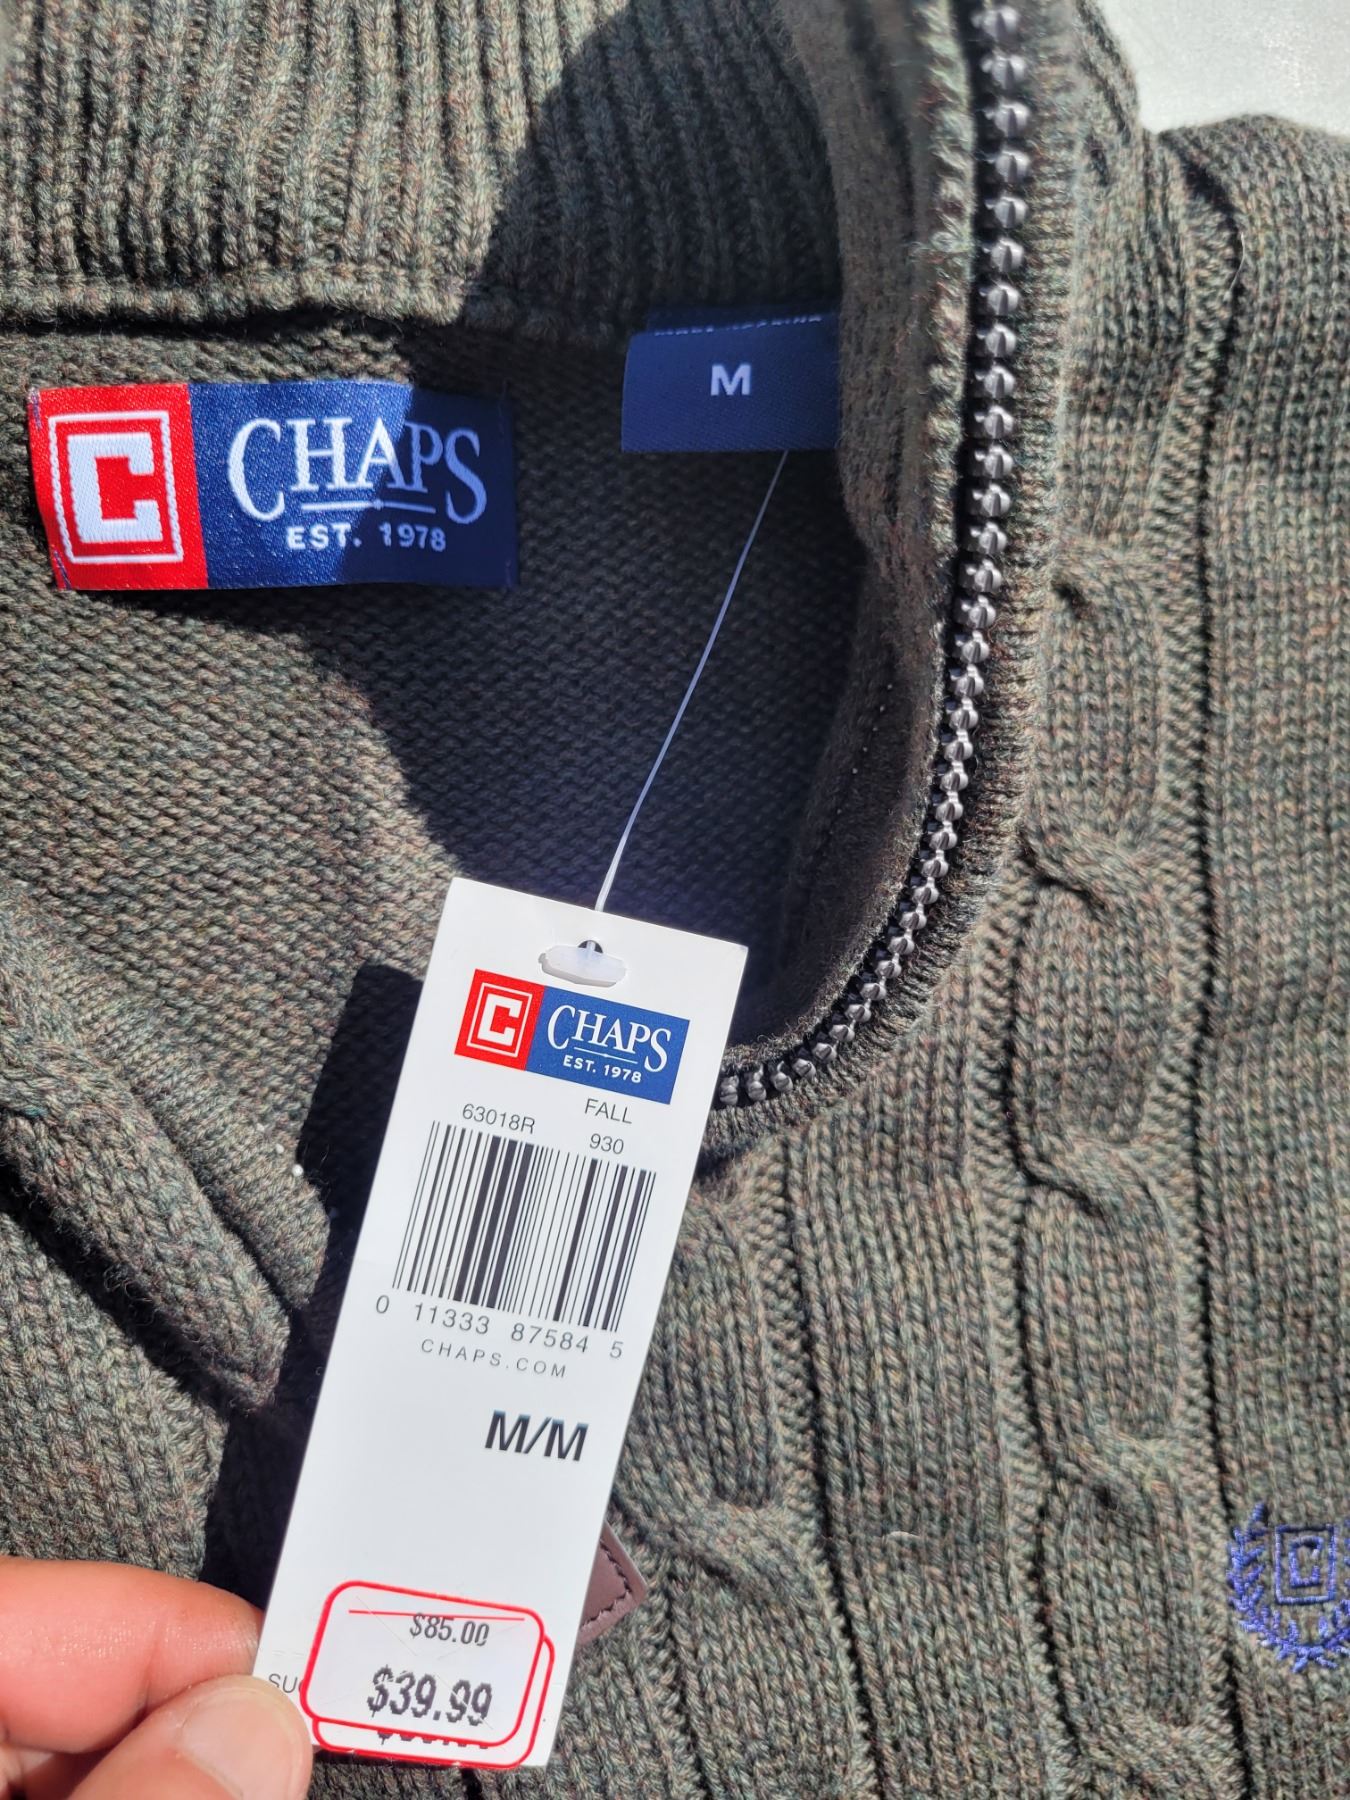 M
C
CHAPS
EST. 1978
C
CHAPS
EST. 1978
FALL
63018R
930
0 11333 87584 5
CHAPS.COM
M/M
$85.00
$39.99
C